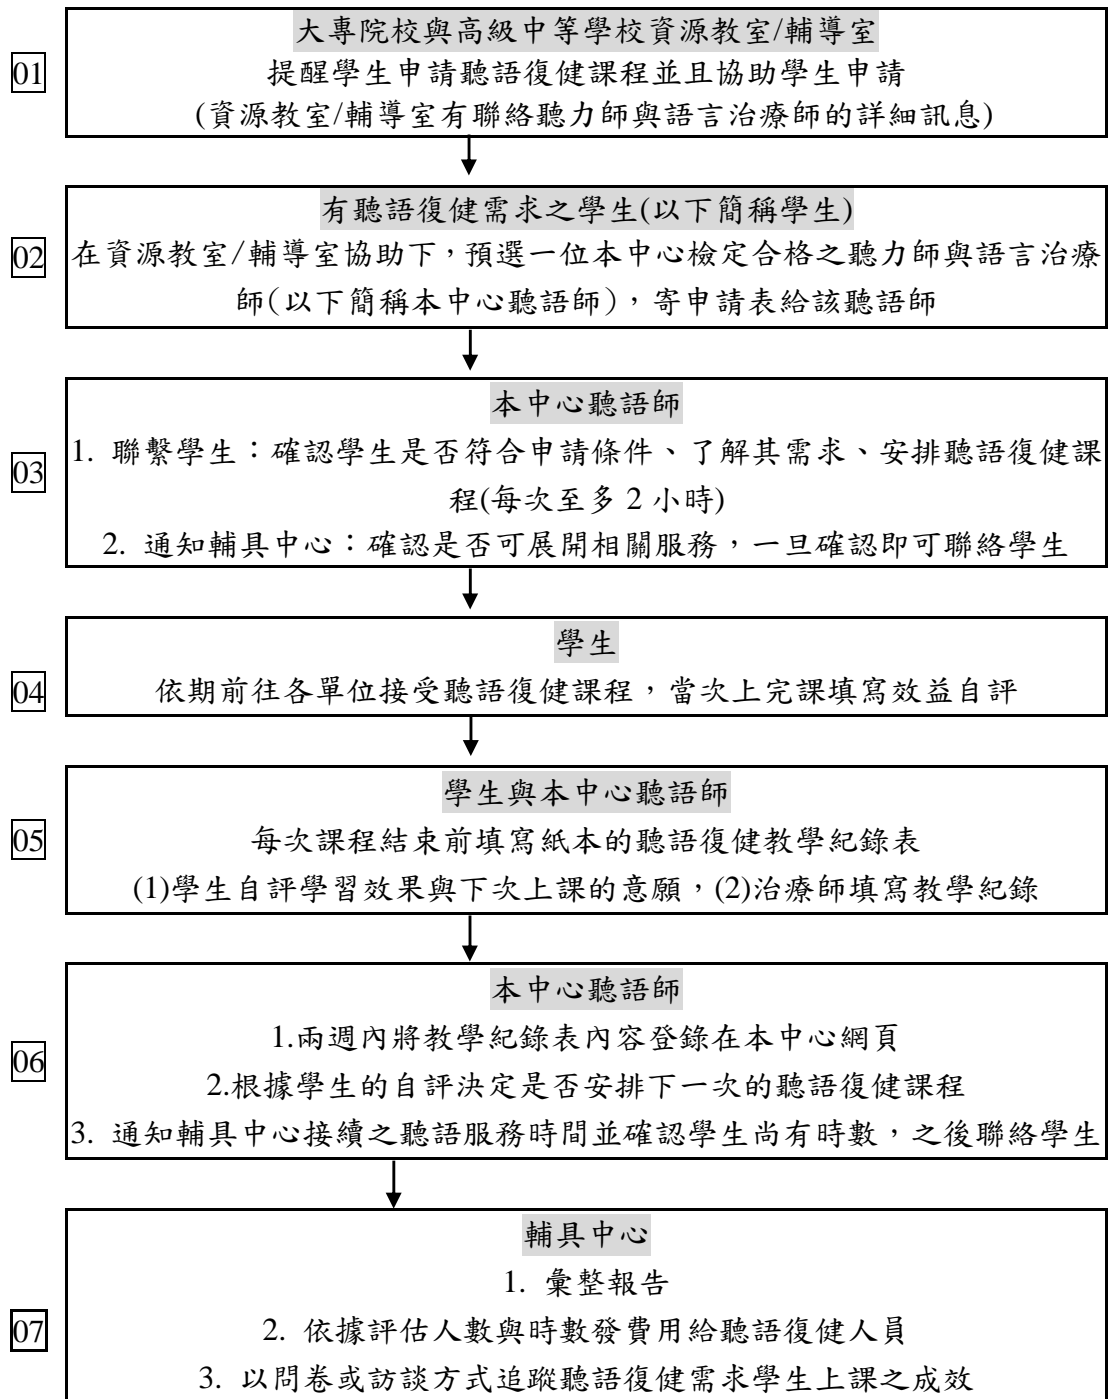 大專院校與高級中等學校資源教室/輔導室
01
提醒學生申請聽語復健課程並且協助學生申請
(資源教室/輔導室有聯絡聽力師與語言治療師的詳細訊息)
有聽語復健需求之學生(以下簡稱學生)
02
在資源教室/輔導室協助下，預選一位本中心檢定合格之聽力師與語言治療
師(以下簡稱本中心聽語師)，寄申請表給該聽語師
本中心聽語師
03
1. 聯繫學生：確認學生是否符合申請條件、了解其需求、安排聽語復健課
程(每次至多 2 小時)
2. 通知輔具中心：確認是否可展開相關服務，一旦確認即可聯絡學生
學生
04
依期前往各單位接受聽語復健課程，當次上完課填寫效益自評
學生與本中心聽語師
05
每次課程結束前填寫紙本的聽語復健教學紀錄表
(1)學生自評學習效果與下次上課的意願，(2)治療師填寫教學紀錄
本中心聽語師
06
1.兩週內將教學紀錄表內容登錄在本中心網頁
2.根據學生的自評決定是否安排下一次的聽語復健課程
3. 通知輔具中心接續之聽語服務時間並確認學生尚有時數，之後聯絡學生
輔具中心
1. 彙整報告
07
2. 依據評估人數與時數發費用給聽語復健人員
3. 以問卷或訪談方式追蹤聽語復健需求學生上課之成效